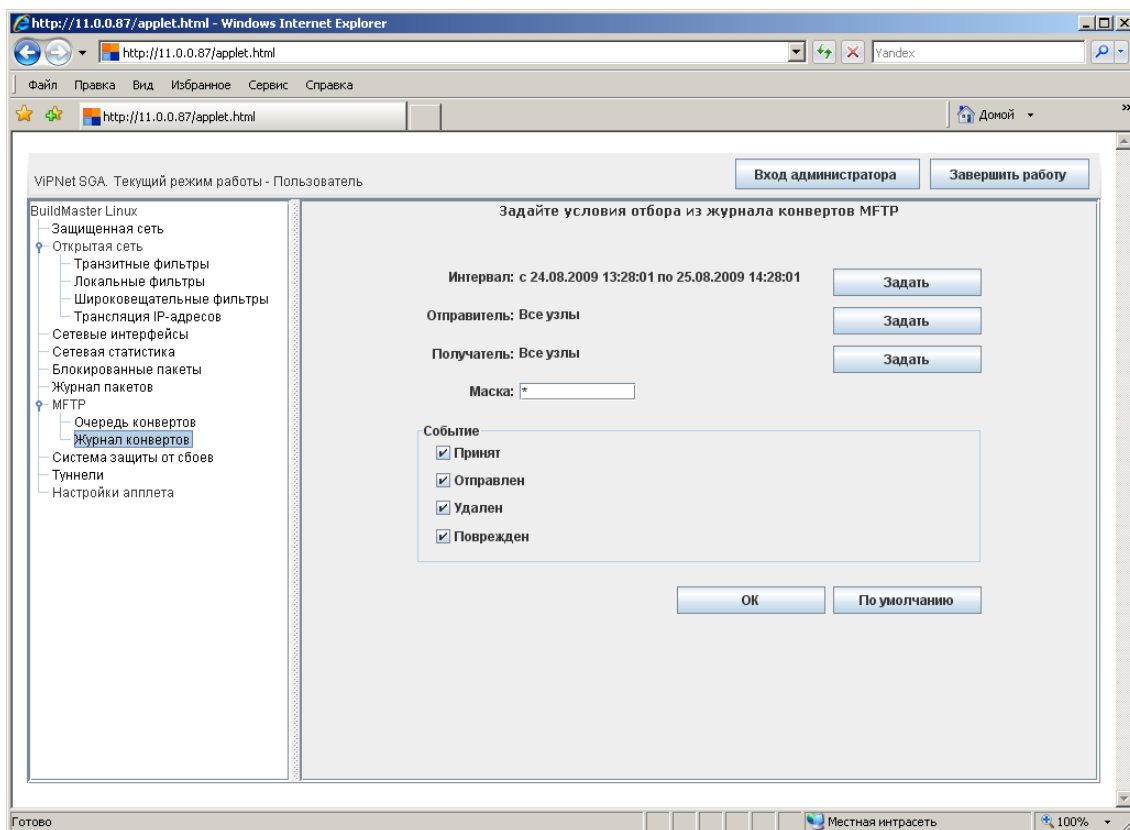 http://11.0.0.87/applet.html - Windows Internet Explorer
http://11.0.0.87/applet.html
Yandex
Файл Правка Вид Избранное Сервис Справка
http://11.0.0.87/applet.html
Домой
»
ViPNet SGA. Текущий режим работы - Пользователь
Вход администратора
Завершить работу
BuildMaster Linux
Защищенная сеть
Открытая сеть
Транзитные фильтры
Локальные фильтры
Широковещательные фильтры
Трансляция IP-адресов
Сетевые интерфейсы
Сетевая статистика
Блокированные пакеты
Журнал пакетов
MFTP
Очередь конвертов
Журнал конвертов
Система защиты от сбоев
Туннели
Настройки апплета
Задайте условия отбора из журнала конвертов MFTP
Интервал: с 24.08.2009 13:28:01 по 25.08.2009 14:28:01
Задать
Отправитель: Все узлы
Задать
Получатель: Все узлы
Задать
Маска: *
Событие
Принят
Отправлен
Удален
Поврежден
ОК
По умолчанию
Готово
Местная интрасеть
100%